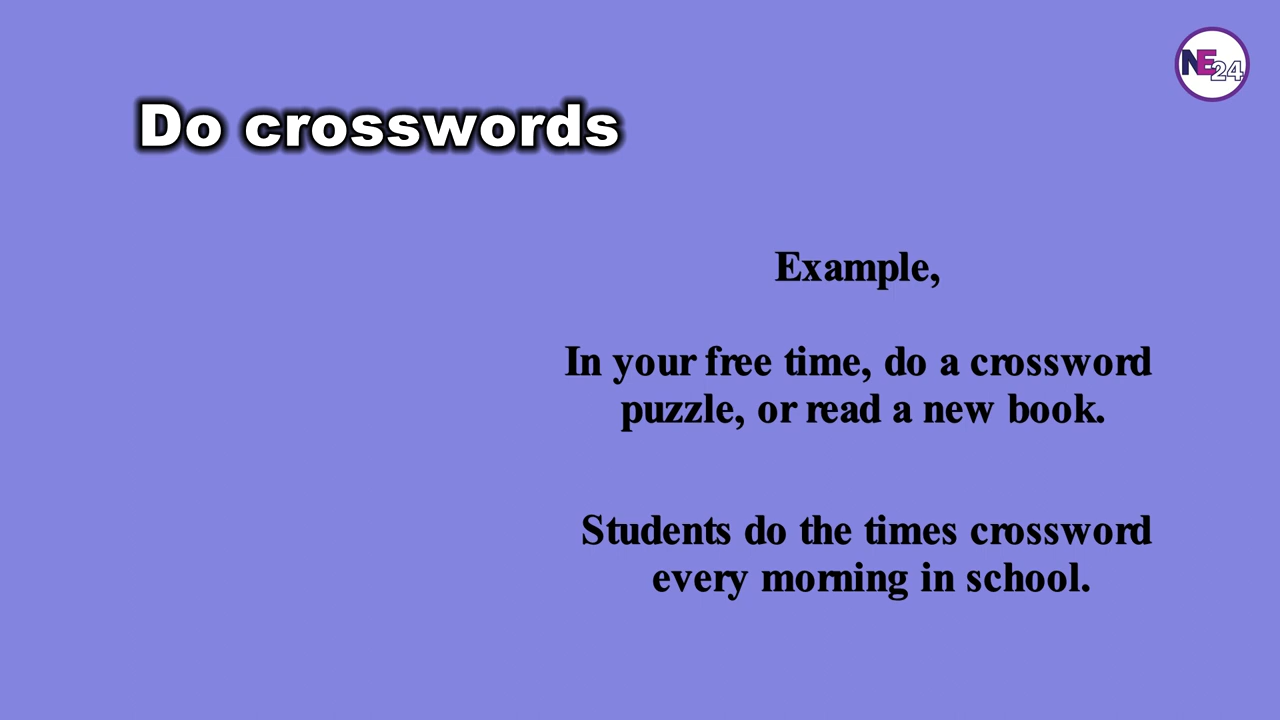 NE24
Do crosswords
Example,
In your free time, do a crossword
puzzle, or read a new book.
Students do the times crossword
every morning in school.